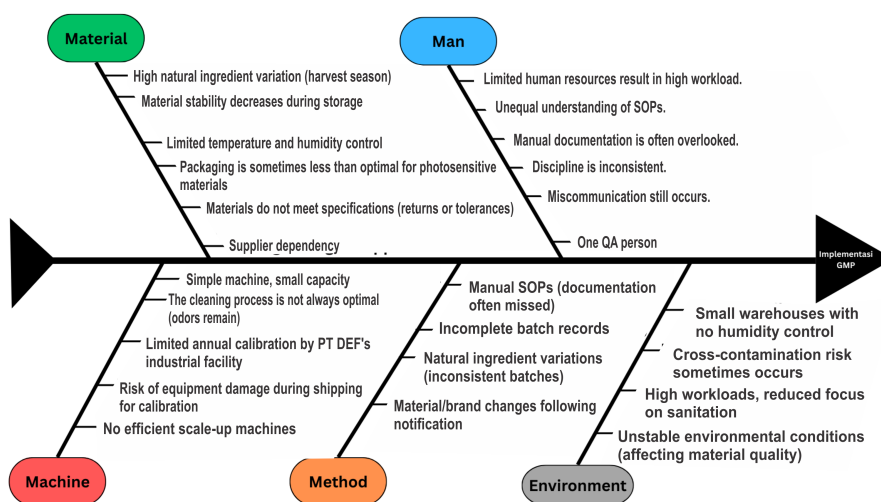 Material
Man
High natural ingredient variation (harvest season)
Material stability decreases during storage
Limited temperature and humidity control
Packaging is sometimes less than optimal for photosensitive
materials
Materials do not meet specifications (returns or tolerances)
Supplier dependency
Limited human resources result in high workload.
Unequal understanding of SOPs.
Manual documentation is often overlooked.
Discipline is inconsistent.
Miscommunication still occurs.
One QA person
Implementasi
GMP
Simple machine, small capacity
The cleaning process is not always optimal
(odors remain)
Limited annual calibration by PT DEF's
industrial facility
Risk of equipment damage during shipping
for calibration
No efficient scale-up machines
Manual SOPs (documentation
often missed)
Incomplete batch records
Natural ingredient variations
(inconsistent batches)
Material/brand changes following
notification
Small warehouses with
no humidity control
Cross-contamination risk
sometimes occurs
High workloads, reduced focus
on sanitation
Unstable environmental conditions
(affecting material quality)
Machine
Method
Environment